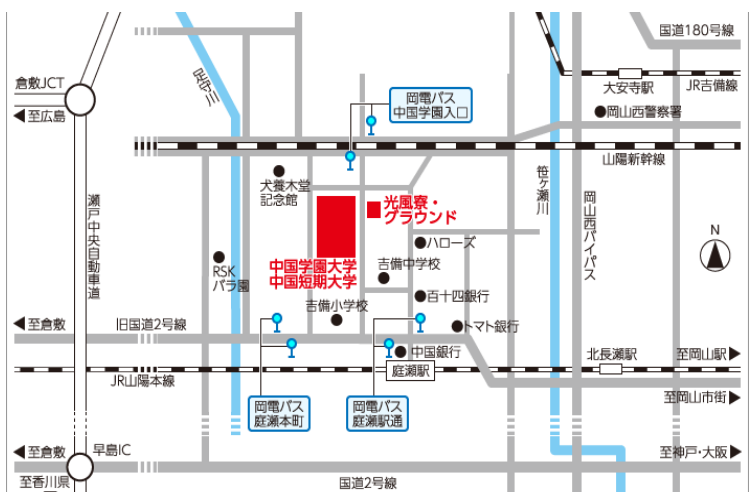 国道180号線
足守川
倉敷JCT
大安寺駅
JR吉備線
岡電バス
中国学園入口
◀至広島
岡山西警察署
山陽新幹線
犬養木堂
記念館
笹ヶ瀬川
岡山西バイパス
瀬戸中央自動車道
光風寮・
グラウンド
N
ハローズ
RSK
バラ園
中国学園大学
中国短期大学
吉備中学校
百十四銀行
吉備小学校
◀至倉敷
旧国道2号線
トマト銀行
中国銀行
北長瀬駅
至岡山駅▶
庭瀬駅
JR山陽本線
至岡山市街▶
岡電バス
庭瀬本町
岡電バス
庭瀬駅通
◀至倉敷
早島IC
至神戸・大阪▶
至香川県
国道2号線